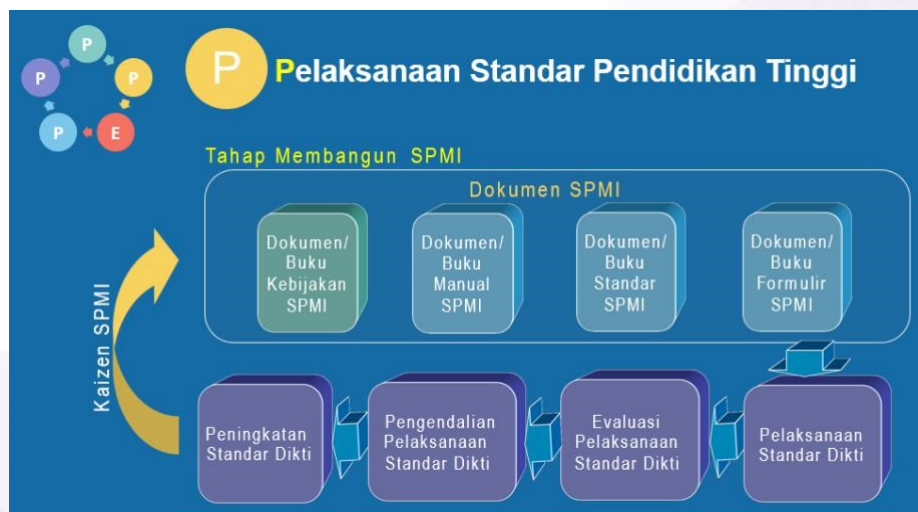 P
P
P
P
E
P Pelaksanaan Standar Pendidikan Tinggi
Tahap Membangun SPMI
Dokumen SPMI
Dokumen/
Buku
Kebijakan
SPMI
Dokumen/
Buku
Manual
SPMI
Dokumen/
Buku
Standar
SPMI
Dokumen/
Buku
Formulir
SPMI
Kaizen SPMI
Peningkatan
Standar Dikti
Pengendalian
Pelaksanaan
Standar Dikti
Evaluasi
Pelaksanaan
Standar Dikti
Pelaksanaan
Standar Dikti